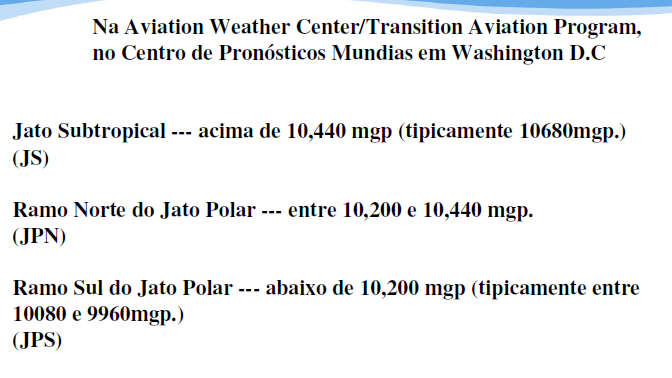 Na Aviation Weather Center/Transition Aviation Program,
no Centro de Pronósticos Mundias em Washington D.C
Jato Subtropical --- acima de 10,440 mgp (tipicamente 10680mgp.)
(JS)
Ramo Norte do Jato Polar --- entre 10,200 e 10,440 mgp.
(JPN)
Ramo Sul do Jato Polar --- abaixo de 10,200 mgp (tipicamente entre
10080 e 9960mgp.)
(JPS)